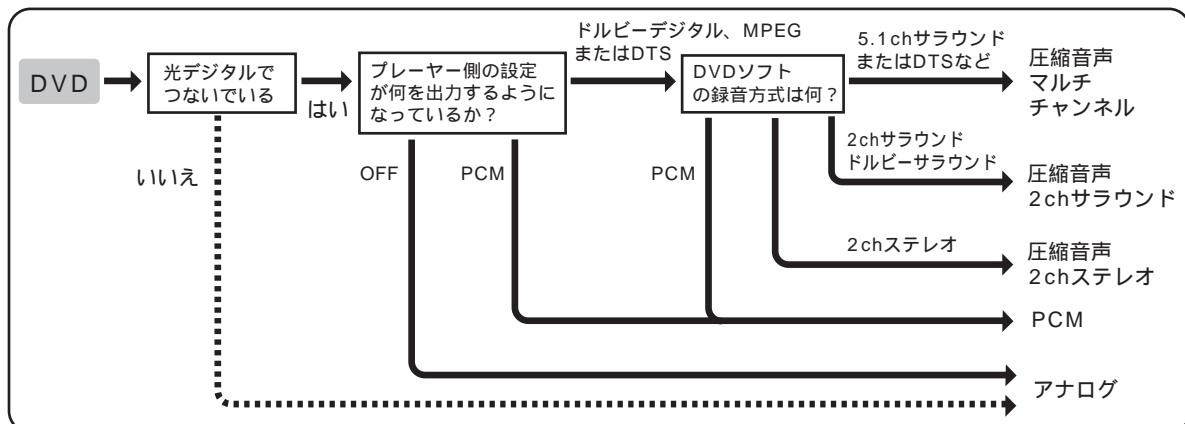 DVD
光デジタルで
つないでいる
はい
いいえ
プレーヤー側の設定
が何を出力するように
なっているか？
OFF
PCM
ドルビーデジタル、MPEG
またはDTS
DVDソフト
の録音方式は何？
PCM
5.1chサラウンド
またはDTSなど
圧縮音声
マルチ
チャンネル
2chサラウンド
ドルビーサラウンド
圧縮音声
2chサラウンド
2chステレオ
圧縮音声
2chステレオ
PCM
アナログ